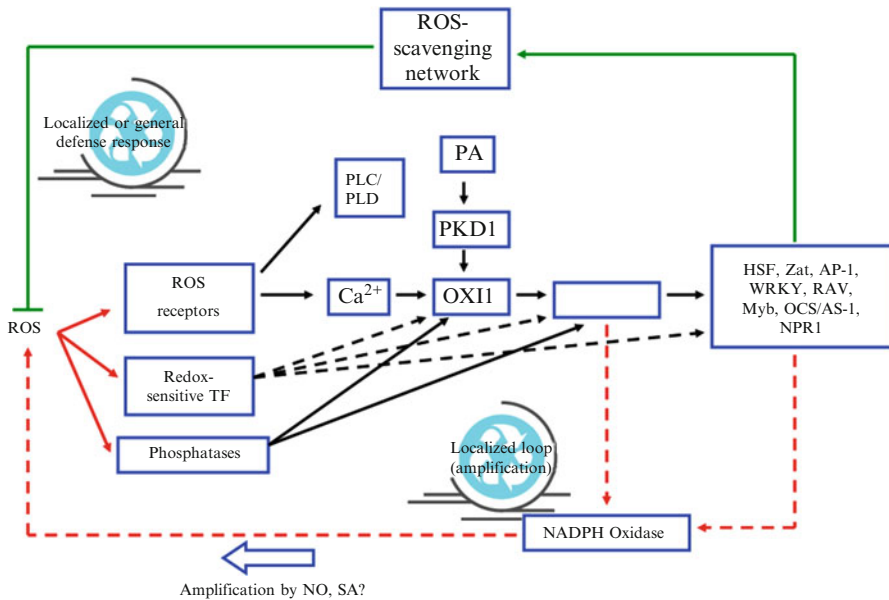 ROS-
scavenging
network
Localized or general
defense response
PLC/
PLD
PA
PKD1
ROS
receptors
Ca²⁺
OXI1
HSF, Zat, AP-1,
WRKY, RAV,
Myb, OCS/AS-1,
NPR1
ROS
Redox-
sensitive TF
Phosphatases
Localized loop
(amplification)
NADPH Oxidase
Amplification by NO, SA?